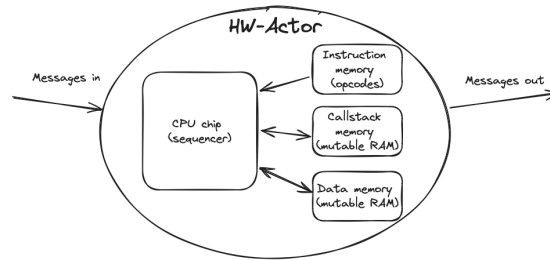 HW-Actor
Messages in
CPU chip
(sequencer)
Instruction
memory
(opcodes)
Callstack
memory
(mutable RAM)
Data memory
(mutable RAM)
Messages out